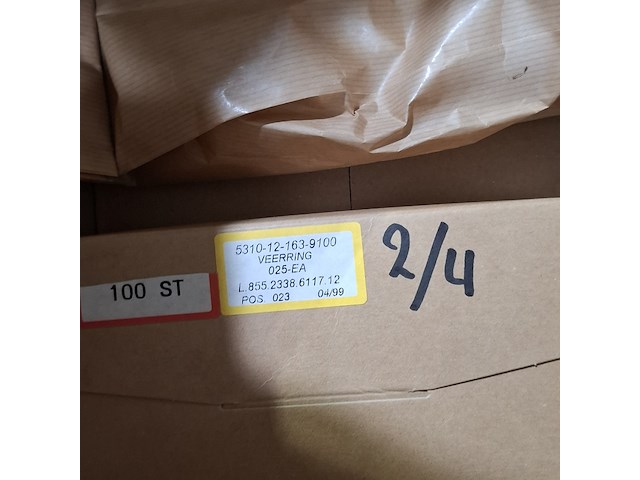 5310-12-163-9100
VEERRING
025-EA
L.855.2338.6117.12
POS 023 04/99
100 ST
2/4